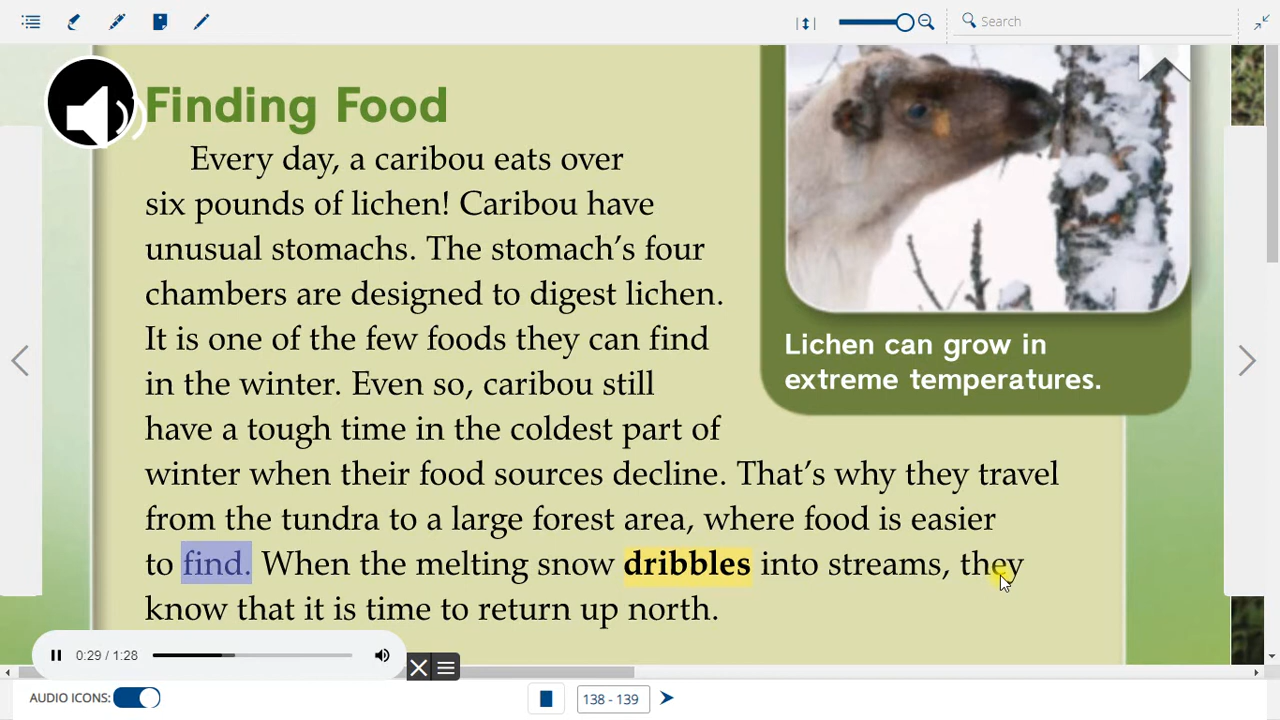 Search
Finding Food
Every day, a caribou eats over
six pounds of lichen! Caribou have
unusual stomachs. The stomach's four
chambers are designed to digest lichen.
It is one of the few foods they can find
in the winter. Even so, caribou still
have a tough time in the coldest part of
winter when their food sources decline. That's why they travel
from the tundra to a large forest area, where food is easier
to find. When the melting snow dribbles into streams, they
know that it is time to return up north.
Lichen can grow in
extreme temperatures.
0:29 / 1:28
AUDIO ICONS:
138 - 139